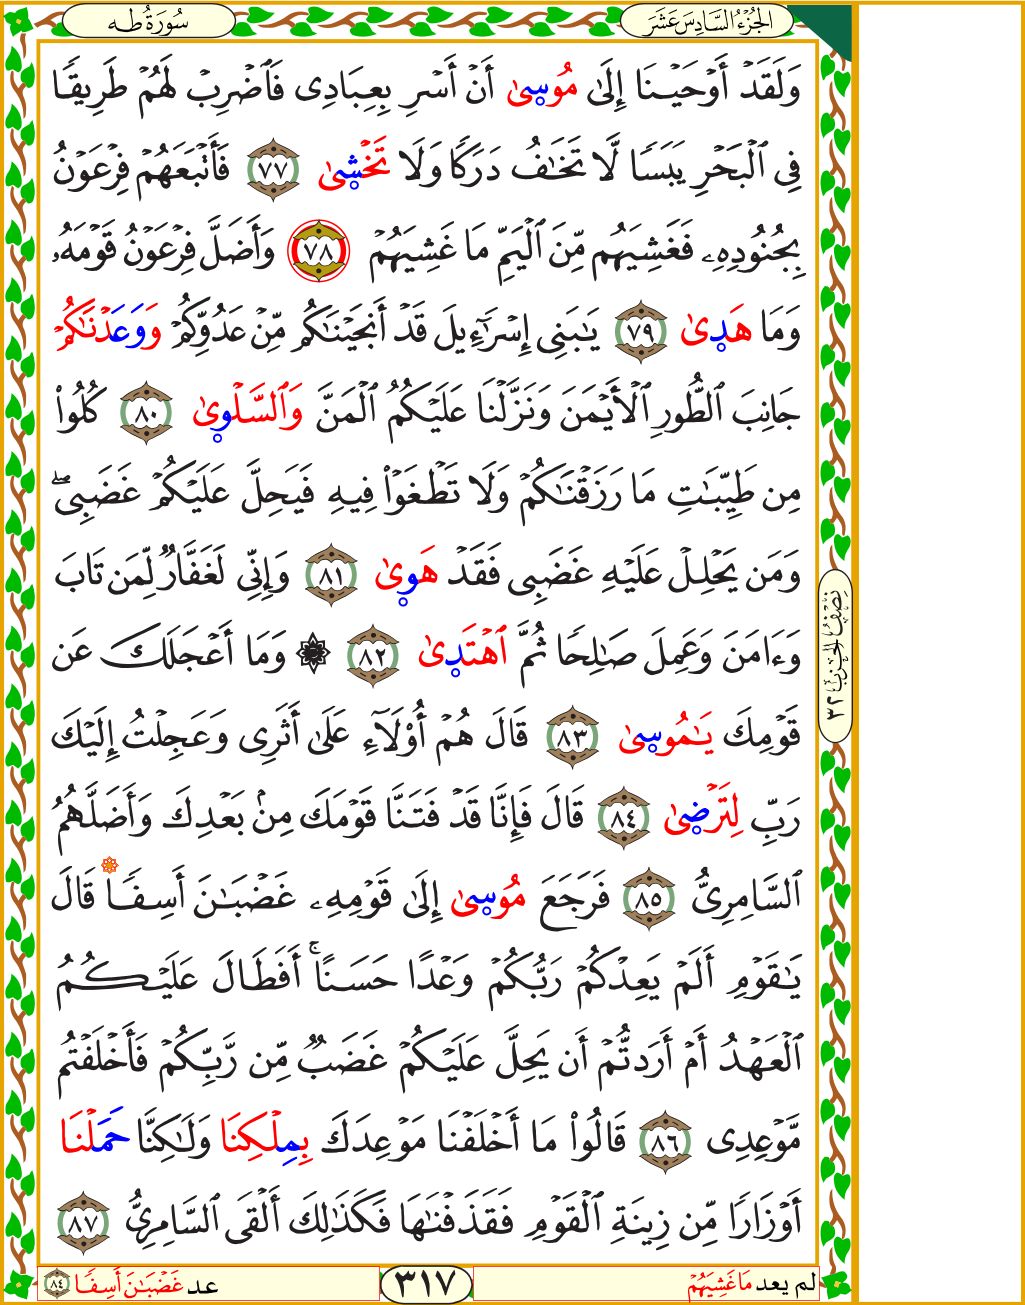 الجُزْءُ السَّادِسَ عَشَرَ
سُورَةُ طه
وَلَقَدْ أَوْحَيْنَا إِلَىٰ مُوسِىٰ أَنْ أَسْرِ بِعِبَادِى فَٱضْرِبْ لَهُمْ طَرِيقًا
فِى ٱلْبَحْرِ يَبَسًا لَّا تَخَٰفُ دَرَكًا وَلَا تَخْشِىٰ ٧٧ فَأَتْبَعَهُمْ فِرْعَوْنُ
بِجُنُودِهِۦ فَغَشِيَهُم مِّنَ ٱلْيَمِّ مَا غَشِيَهُمْ ٧٨ وَأَضَلَّ فِرْعَوْنُ قَوْمَهُۥ
وَمَا هَدِىٰ ٧٩ يَٰبَنِى إِسْرَٰٓءِيلَ قَدْ أَنجَيْنَٰكُم مِّنْ عَدُوِّكُمْ وَوَعَدْنَٰكُمْ
جَانِبَ ٱلطُّورِ ٱلْأَيْمَنَ وَنَزَّلْنَا عَلَيْكُمُ ٱلْمَنَّ وَٱلسَّلْوِىٰ ٨٠ كُلُوا۟
مِن طَيِّبَٰتِ مَا رَزَقْنَٰكُمْ وَلَا تَطْغَوْا۟ فِيهِ فَيَحِلَّ عَلَيْكُمْ غَضَبِى ۖ
وَمَن يَحْلِلْ عَلَيْهِ غَضَبِى فَقَدْ هَوِىٰ ٨١ وَإِنِّى لَغَفَّارٌ لِّمَن تَابَ
وَءَامَنَ وَعَمِلَ صَٰلِحًا ثُمَّ ٱهْتَدِىٰ ٨٢ ۞ وَمَا أَعْجَلَكَ عَن
قَوْمِكَ يَٰمُوسِىٰ ٨٣ قَالَ هُمْ أُو۟لَآءِ عَلَىٰ أَثَرِى وَعَجِلْتُ إِلَيْكَ
رَبِّ لِتَرْضِىٰ ٨٤ قَالَ فَإِنَّا قَدْ فَتَنَّا قَوْمَكَ مِنۢ بَعْدِكَ وَأَضَلَّهُمُ
ٱلسَّامِرِىُّ ٨٥ فَرَجَعَ مُوسِىٰ إِلَىٰ قَوْمِهِۦ غَضْبَٰنَ أَسِفًا قَالَ
يَٰقَوْمِ أَلَمْ يَعِدْكُمْ رَبُّكُمْ وَعْدًا حَسَنًا ۚ أَفَطَالَ عَلَيْكُمُ
ٱلْعَهْدُ أَمْ أَرَدتُّمْ أَن يَحِلَّ عَلَيْكُمْ غَضَبٌ مِّن رَّبِّكُمْ فَأَخْلَفْتُم
مَّوْعِدِى ٨٦ قَالُوا۟ مَا أَخْلَفْنَا مَوْعِدَكَ بِمِلْكِنَا وَلَٰكِنَّا حَمَلْنَا
أَوْزَارًا مِّن زِينَةِ ٱلْقَوْمِ فَقَذَفْنَٰهَا فَكَذَٰلِكَ أَلْقَى ٱلسَّامِرِىُّ ٨٧
نِصْفُ الحِزْبِ ٣٢
لم يعد مَا غَشِيَهُمْ
٣١٧
عد غَضْبَٰنَ أَسِفًا ٨٤